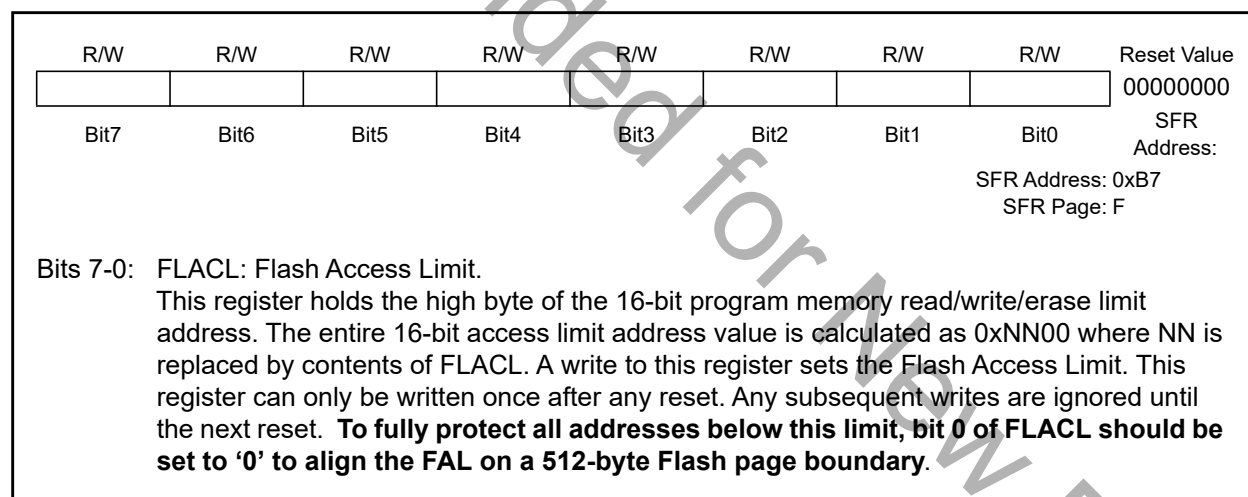 R/W R/W R/W R/W R/W R/W R/W R/W Reset Value
00000000
Bit7 Bit6 Bit5 Bit4 Bit3 Bit2 Bit1 Bit0 SFR
Address:
SFR Address: 0xB7
SFR Page: F
Bits 7-0: FLACL: Flash Access Limit.
This register holds the high byte of the 16-bit program memory read/write/erase limit
address. The entire 16-bit access limit address value is calculated as 0xNN00 where NN is
replaced by contents of FLACL. A write to this register sets the Flash Access Limit. This
register can only be written once after any reset. Any subsequent writes are ignored until
the next reset. To fully protect all addresses below this limit, bit 0 of FLACL should be
set to ‘0’ to align the FAL on a 512-byte Flash page boundary.
for New